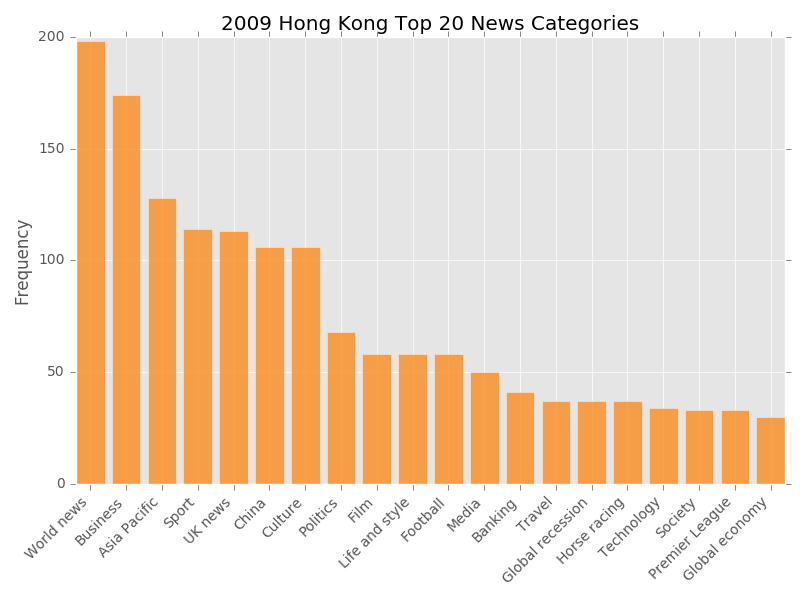 2009 Hong Kong Top 20 News Categories
200
150
100
50
0
Frequency
World news
Business
Asia Pacific
Sport
UK news
China
Culture
Politics
Film
Life and style
Football
Media
Banking
Travel
Global recession
Horse racing
Technology
Society
Premier League
Global economy